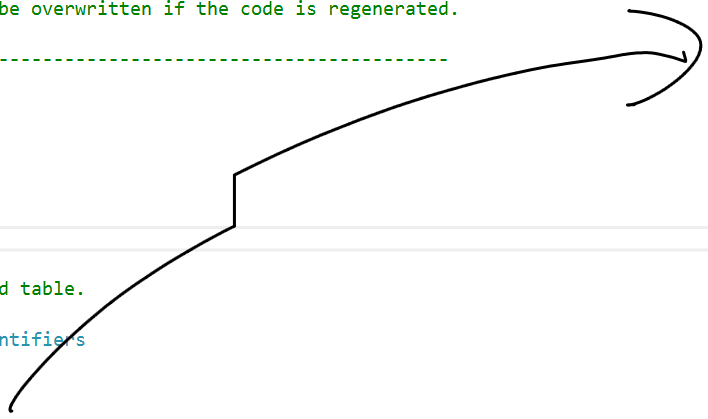 be overwritten if the code is regenerated.
-----------------------------------------
d table.
ntifiers